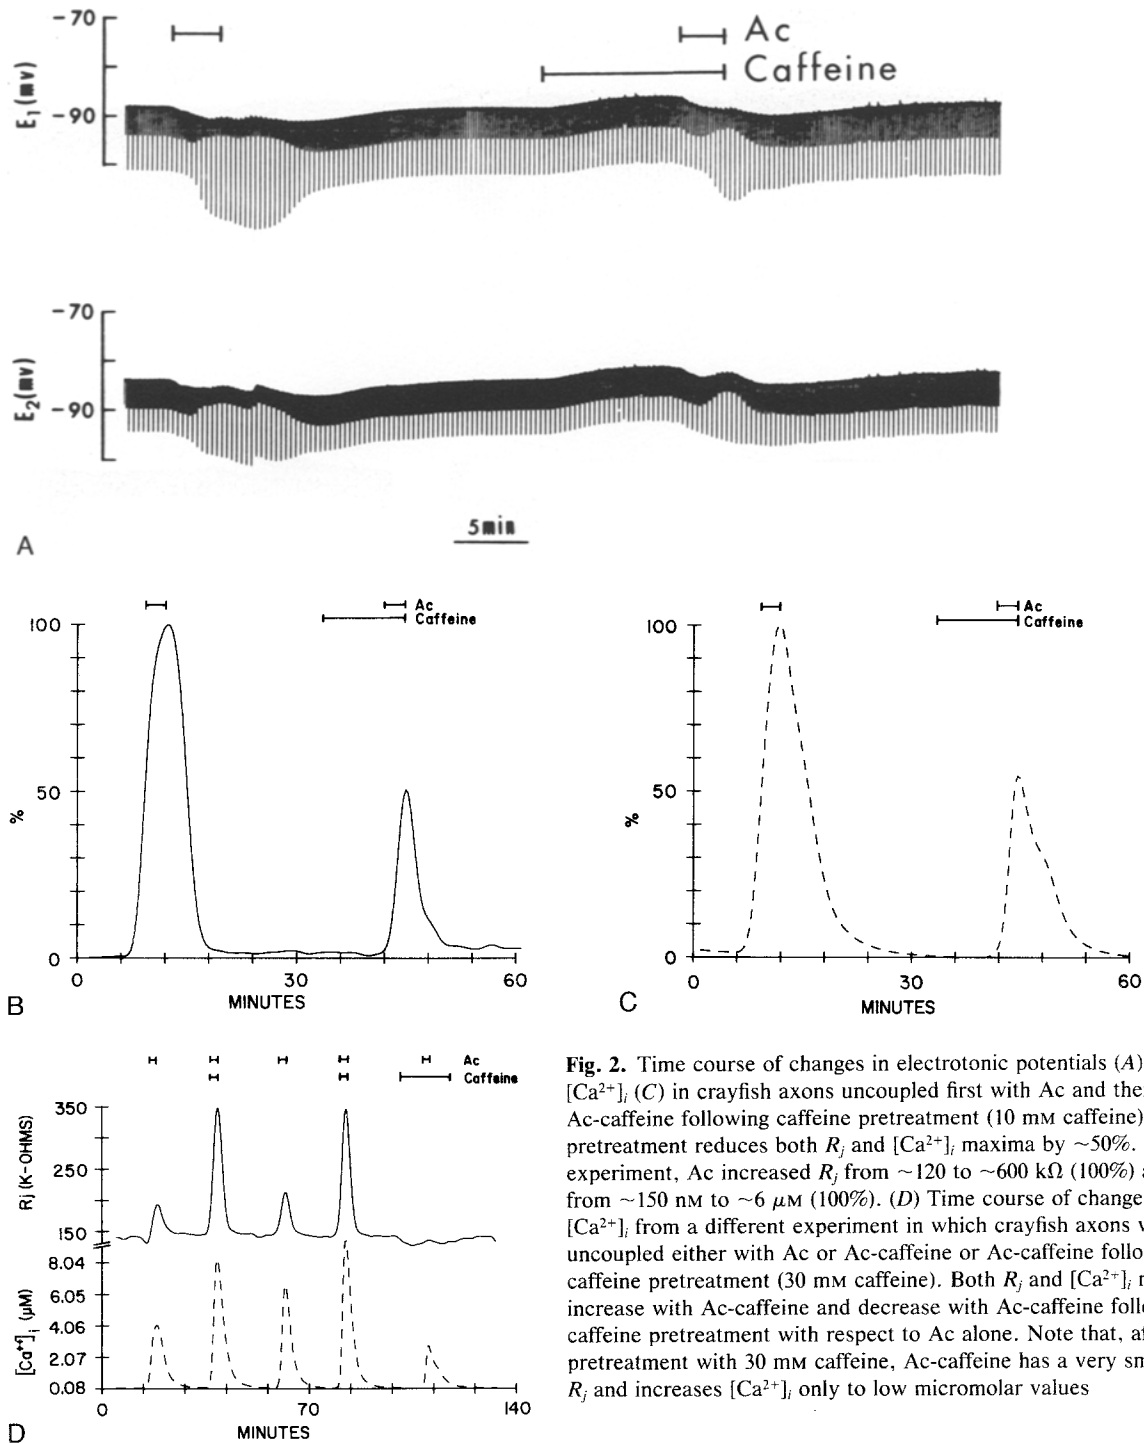 -70
Ac
Caffeine
E₁(mv)
-90
-70
E₂(mv)
-90
5min
A
Ac
Caffeine
100
50
%
0
0
30
60
MINUTES
B
Ac
Caffeine
100
50
%
0
0
30
60
MINUTES
C
Ac
Caffeine
350
250
150
Rj (K-OHMS)
8.04
6.05
4.06
2.07
0.08
[Ca⁺⁺]i (μM)
0
70
140
MINUTES
D
Fig. 2. Time course of changes in electrotonic potentials (A)
[Ca²⁺]i (C) in crayfish axons uncoupled first with Ac and the
Ac-caffeine following caffeine pretreatment (10 mM caffeine)
pretreatment reduces both Rj and [Ca²⁺]i maxima by ~50%.
experiment, Ac increased Rj from ~120 to ~600 kΩ (100%)
from ~150 nM to ~6 μM (100%). (D) Time course of change
[Ca²⁺]i from a different experiment in which crayfish axons
uncoupled either with Ac or Ac-caffeine or Ac-caffeine follo
caffeine pretreatment (30 mM caffeine). Both Rj and [Ca²⁺]i
increase with Ac-caffeine and decrease with Ac-caffeine follo
caffeine pretreatment with respect to Ac alone. Note that,
pretreatment with 30 mM caffeine, Ac-caffeine has a very
Rj and increases [Ca²⁺]i only to low micromolar values